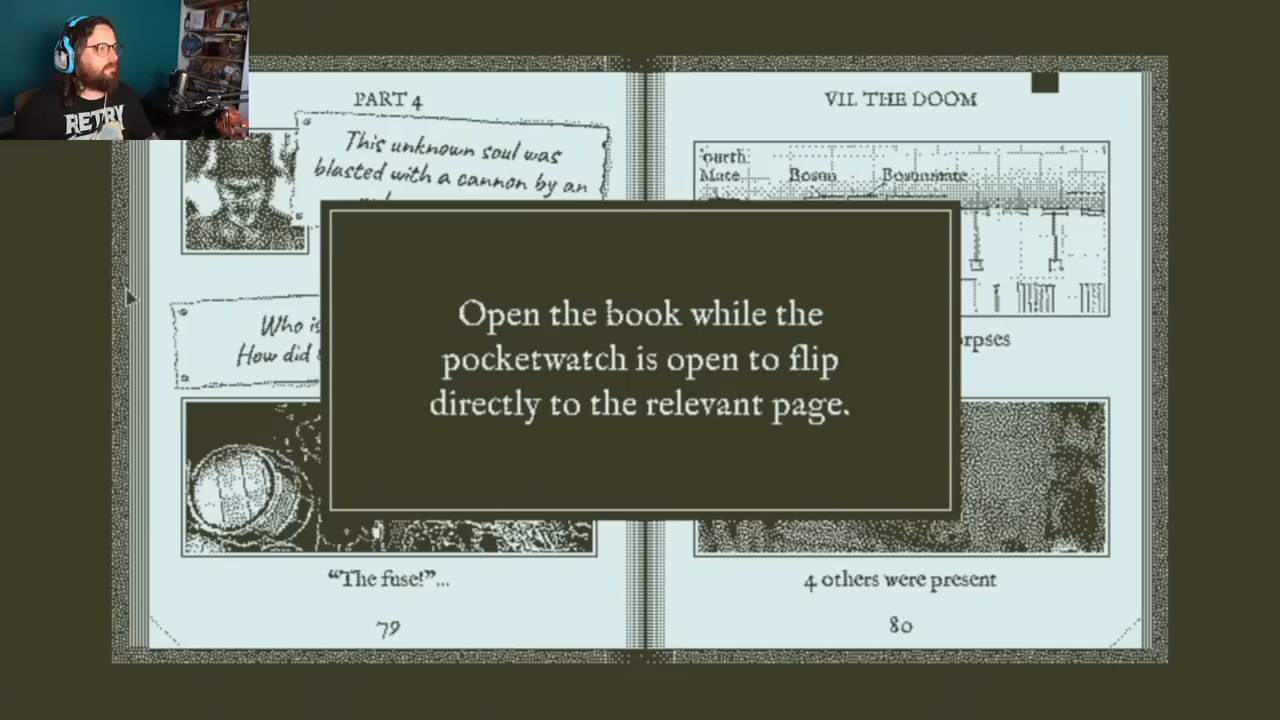 RETRY
PART 4
VII. THE DOOM
This unknown soul was
blasted with a cannon by an
ourth
Mate
Bosun
Bosunmate
Who is
How did
orpses
Open the book while the
pocketwatch is open to flip
directly to the relevant page.
“The fuse!”...
4 others were present
79
80